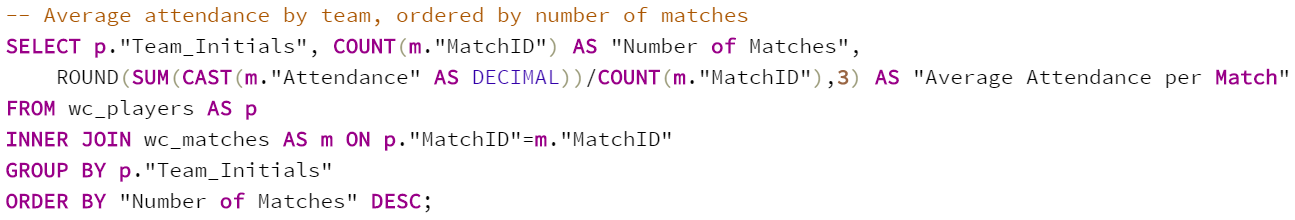 -- Average attendance by team, ordered by number of matches
SELECT p."Team_Initials", COUNT(m."MatchID") AS "Number of Matches",
    ROUND(SUM(CAST(m."Attendance" AS DECIMAL))/COUNT(m."MatchID"),3) AS "Average Attendance per Match"
FROM wc_players AS p
INNER JOIN wc_matches AS m ON p."MatchID"=m."MatchID"
GROUP BY p."Team_Initials"
ORDER BY "Number of Matches" DESC;